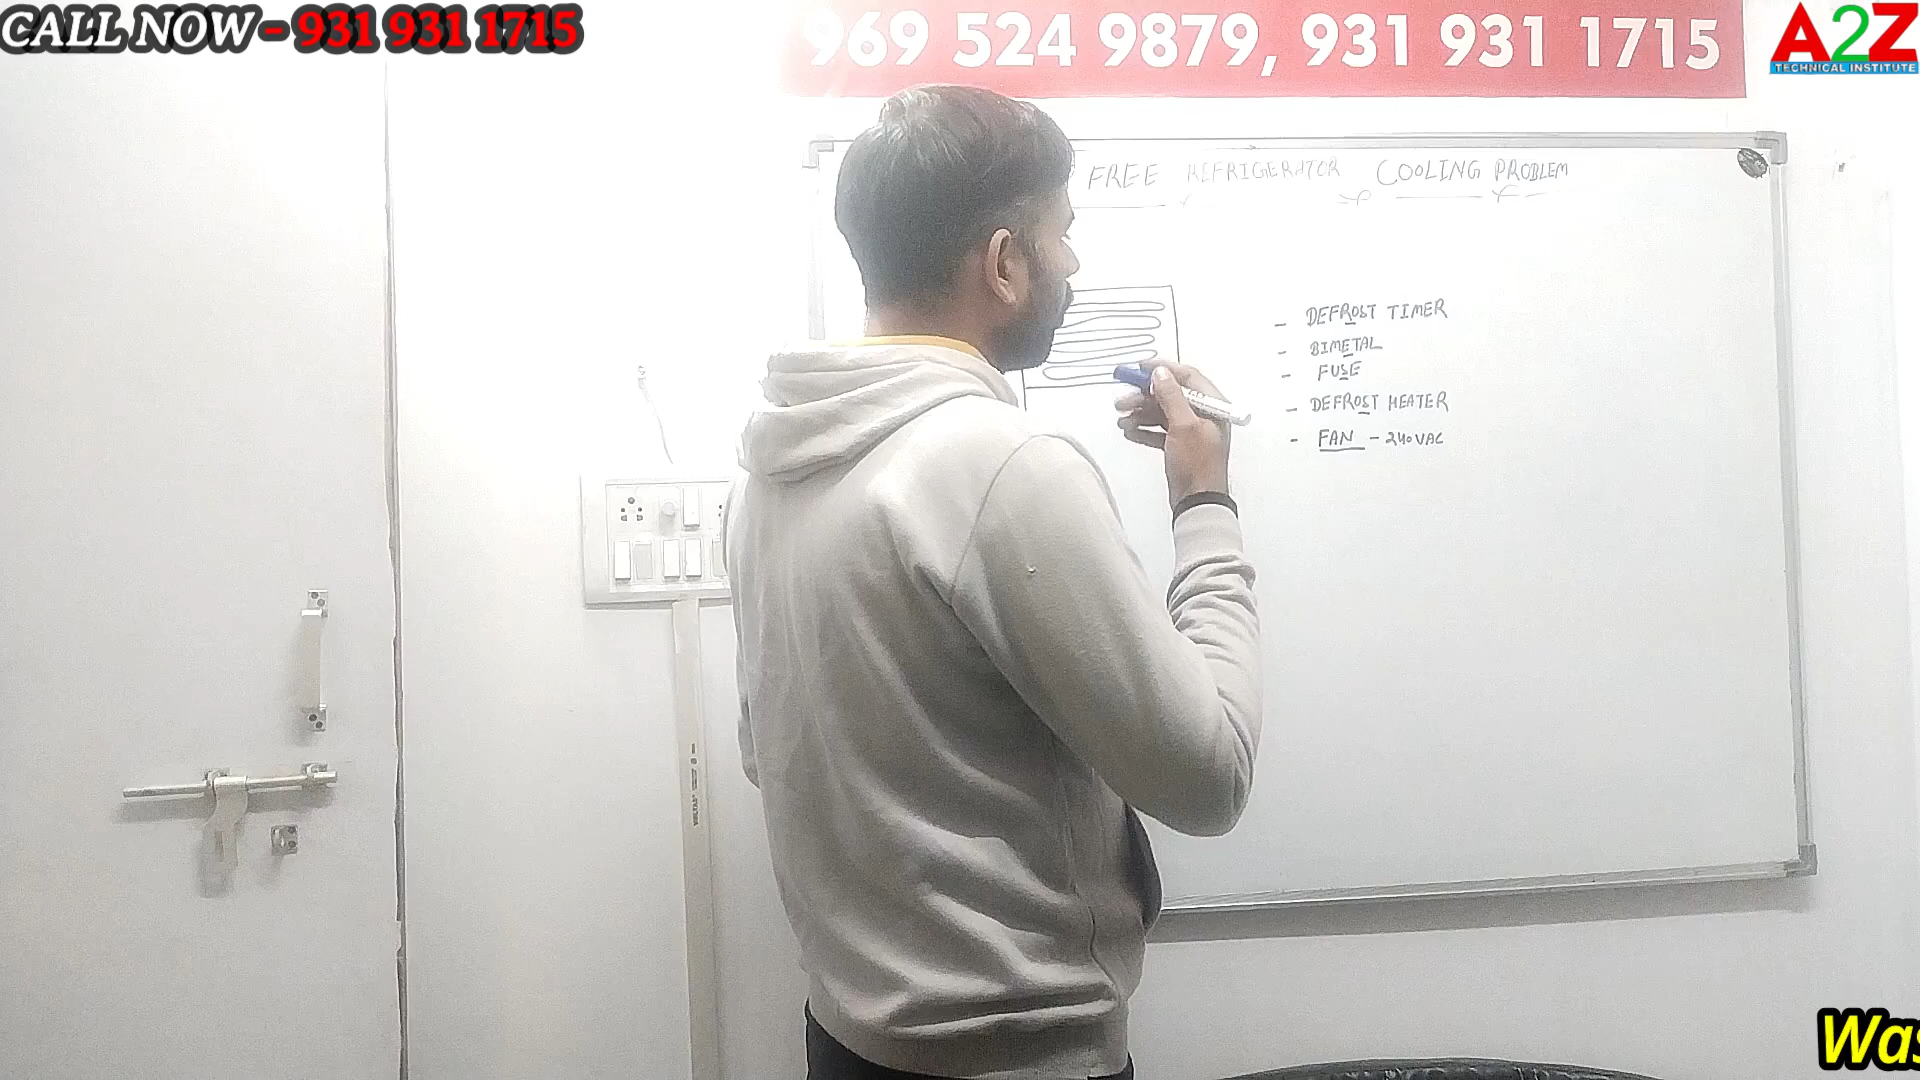 CALL NOW - 931 931 1715
969 524 9879, 931 931 1715
A2Z
TECHNICAL INSTITUTE
FREE REFRIGERATOR COOLING PROBLEM
- DEFROST TIMER
- BIMETAL
- FUSE
- DEFROST HEATER
- FAN - 240VAC
Was